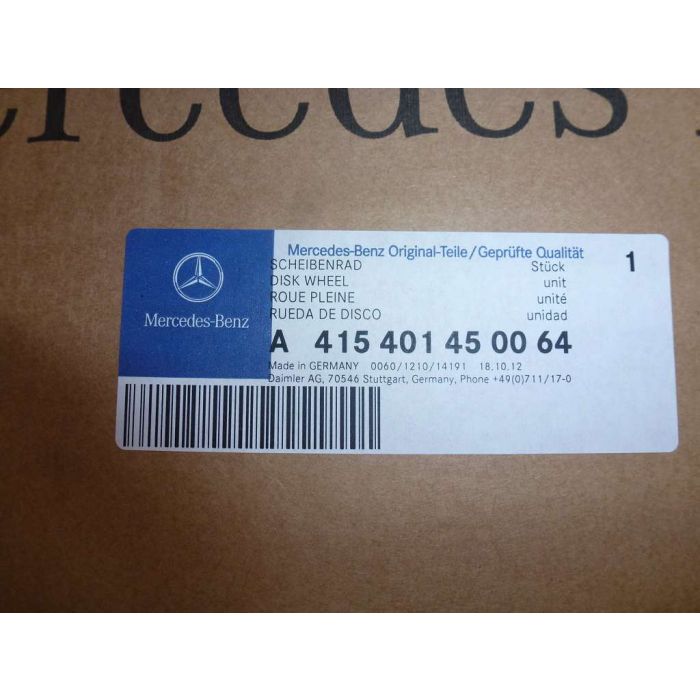 Mercedes
Mercedes-Benz Original-Teile/Geprüfte Qualität
SCHEIBENRAD Stück 1
DISK WHEEL unit
ROUE PLEINE unité
RUEDA DE DISCO unidad
Mercedes-Benz
A 415 401 45 00 64
Made in GERMANY 0060/1210/14191 18.10.12
Daimler AG, 70546 Stuttgart, Germany, Phone +49(0)711/17-0